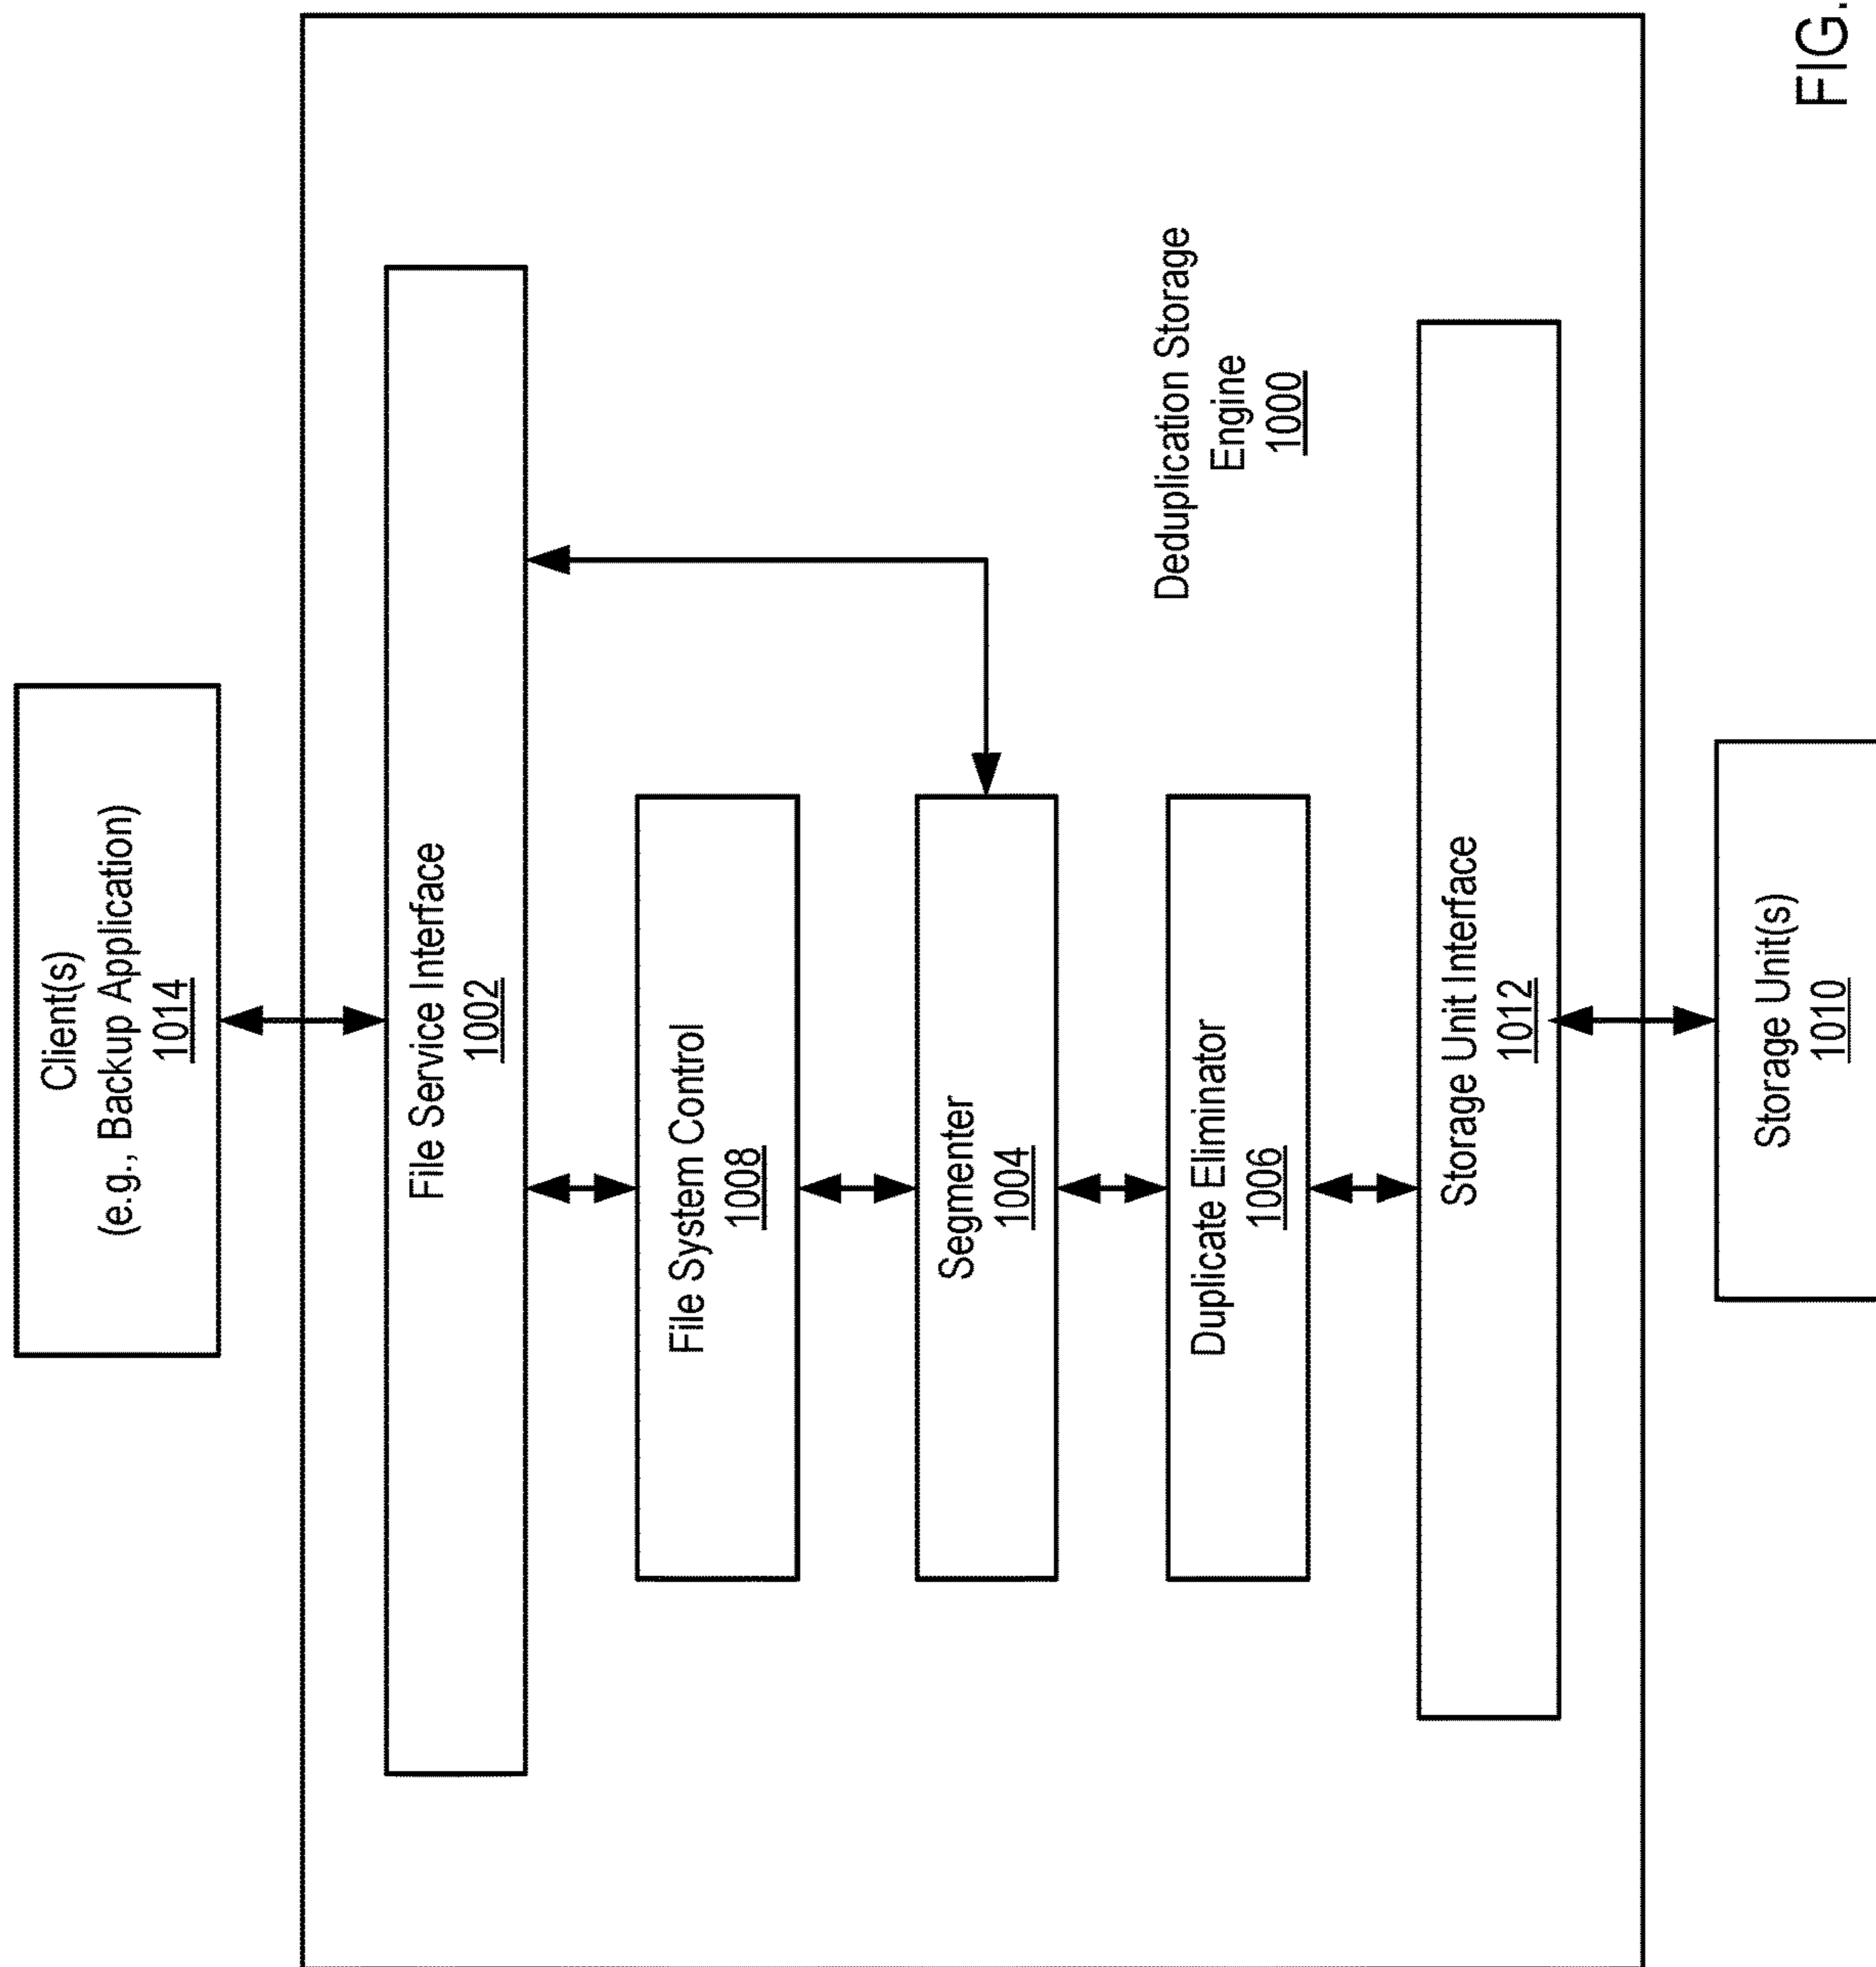 Client(s)
(e.g., Backup Application)
1014
File Service Interface
1002
File System Control
1008
Segmenter
1004
Duplicate Eliminator
1006
Deduplication Storage
Engine
1000
Storage Unit Interface
1012
Storage Unit(s)
1010
FIG.